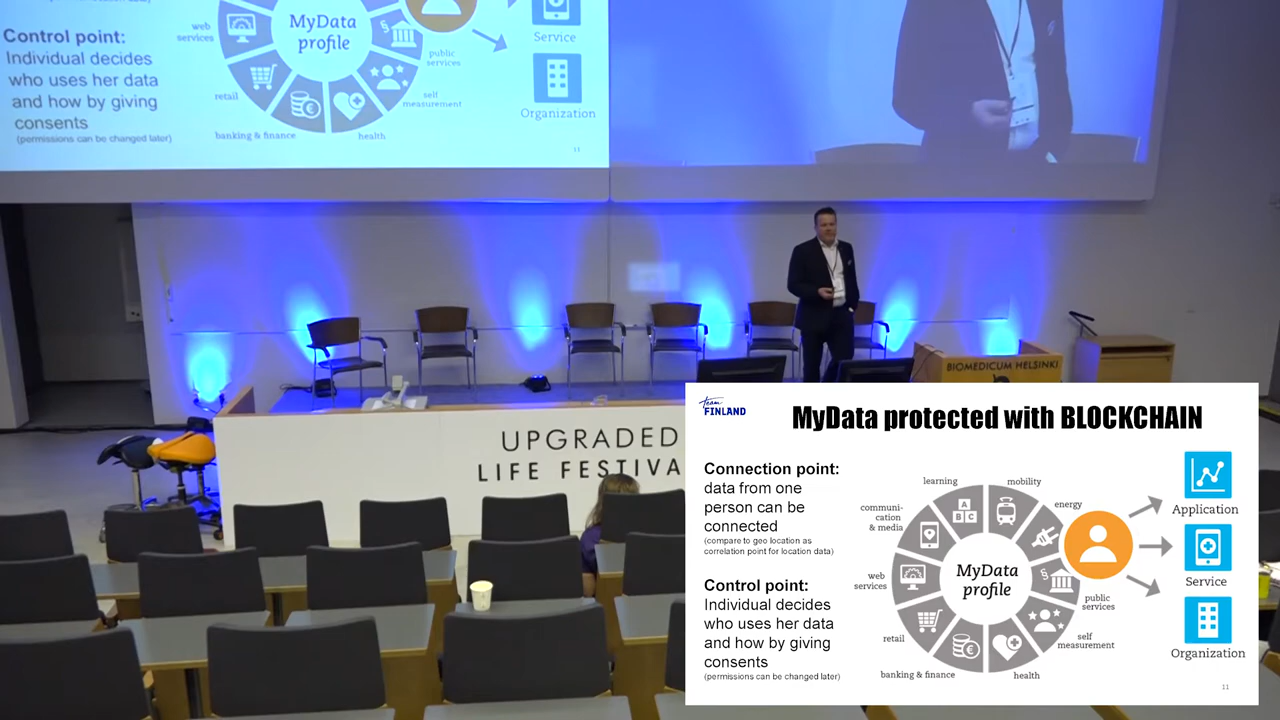 Control point:
Individual decides
who uses her data
and how by giving
consents
(permissions can be changed later)
web
services
retail
banking & finance
health
self
measurement
public
services
MyData
profile
§
€
Service
Organization
11
BIOMEDICUM HELSINKI
UPGRADED
LIFE FESTIVA
team
FINLAND
MyData protected with BLOCKCHAIN
Connection point:
data from one
person can be
connected
(compare to geo location as
correlation point for location data)
Control point:
Individual decides
who uses her data
and how by giving
consents
(permissions can be changed later)
learning
mobility
energy
communi-
cation
& media
web
services
retail
banking & finance
health
self
measurement
public
services
A
B C
§
€
MyData
profile
Application
Service
Organization
11